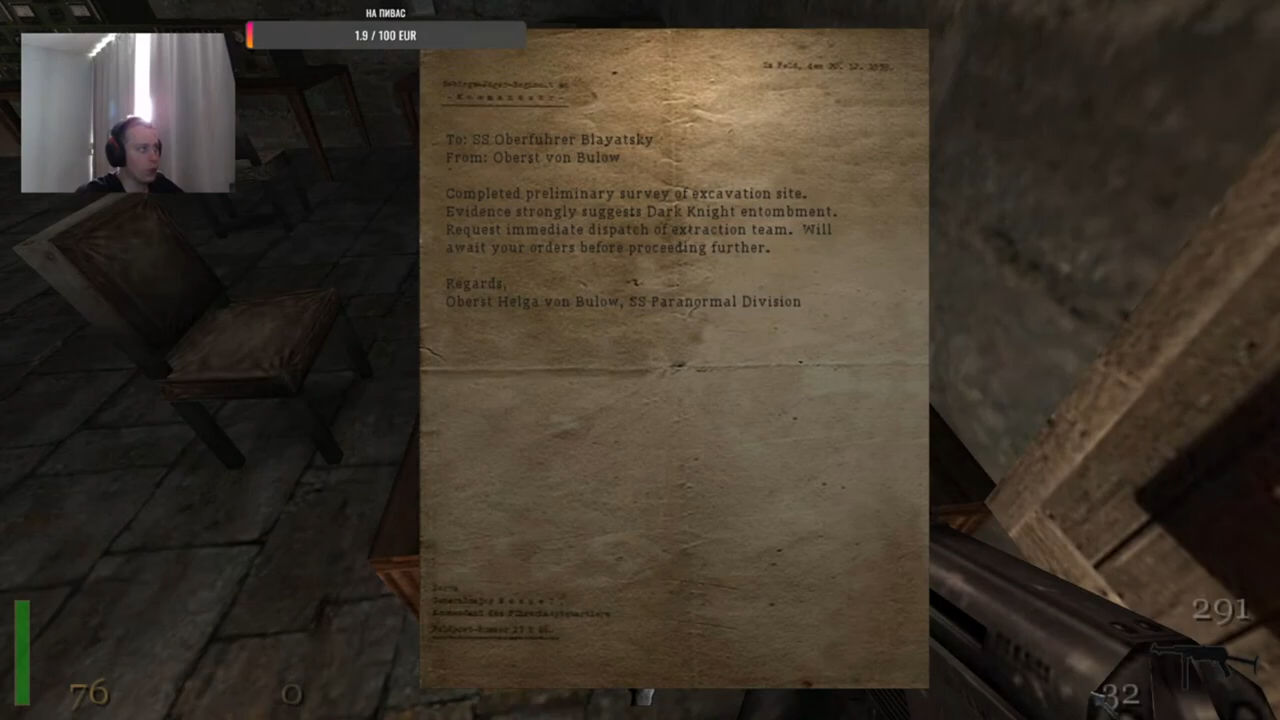 НА ПИВАС
1.9 / 100 EUR
To: SS Oberfuhrer Blavatsky
From: Oberst von Bulow
Completed preliminary survey of excavation site.
Evidence strongly suggests Dark Knight entombment.
Request immediate dispatch of extraction team. Will
await your orders before proceeding further.
Regards,
Oberst Helga von Bulow, SS Paranormal Division
291
76
0
32